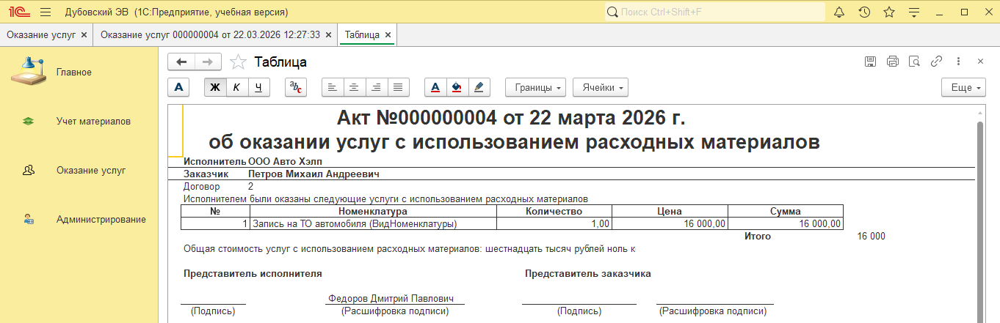 1С Дубовский ЭВ (1С:Предприятие, учебная версия) Поиск Ctrl+Shift+F
Оказание услуг × Оказание услуг 000000004 от 22.03.2026 12:27:33 × Таблица ×
Главное
Учет материалов
Оказание услуг
Администрирование
Таблица
А Ж К Ч abc А Границы Ячейки Еще
Акт №000000004 от 22 марта 2026 г.
об оказании услуг с использованием расходных материалов
Исполнитель ООО Авто Хэлп
Заказчик Петров Михаил Андреевич
Договор 2
Исполнителем были оказаны следующие услуги с использованием расходных материалов
№ Номенклатура Количество Цена Сумма
1 Запись на ТО автомобиля (ВидНоменклатуры) 1,00 16 000,00 16 000,00
Итого 16 000
Общая стоимость услуг с использованием расходных материалов: шестнадцать тысяч рублей ноль к
Представитель исполнителя Представитель заказчика
Федоров Дмитрий Павлович
(Подпись) (Расшифровка подписи) (Подпись) (Расшифровка подписи)